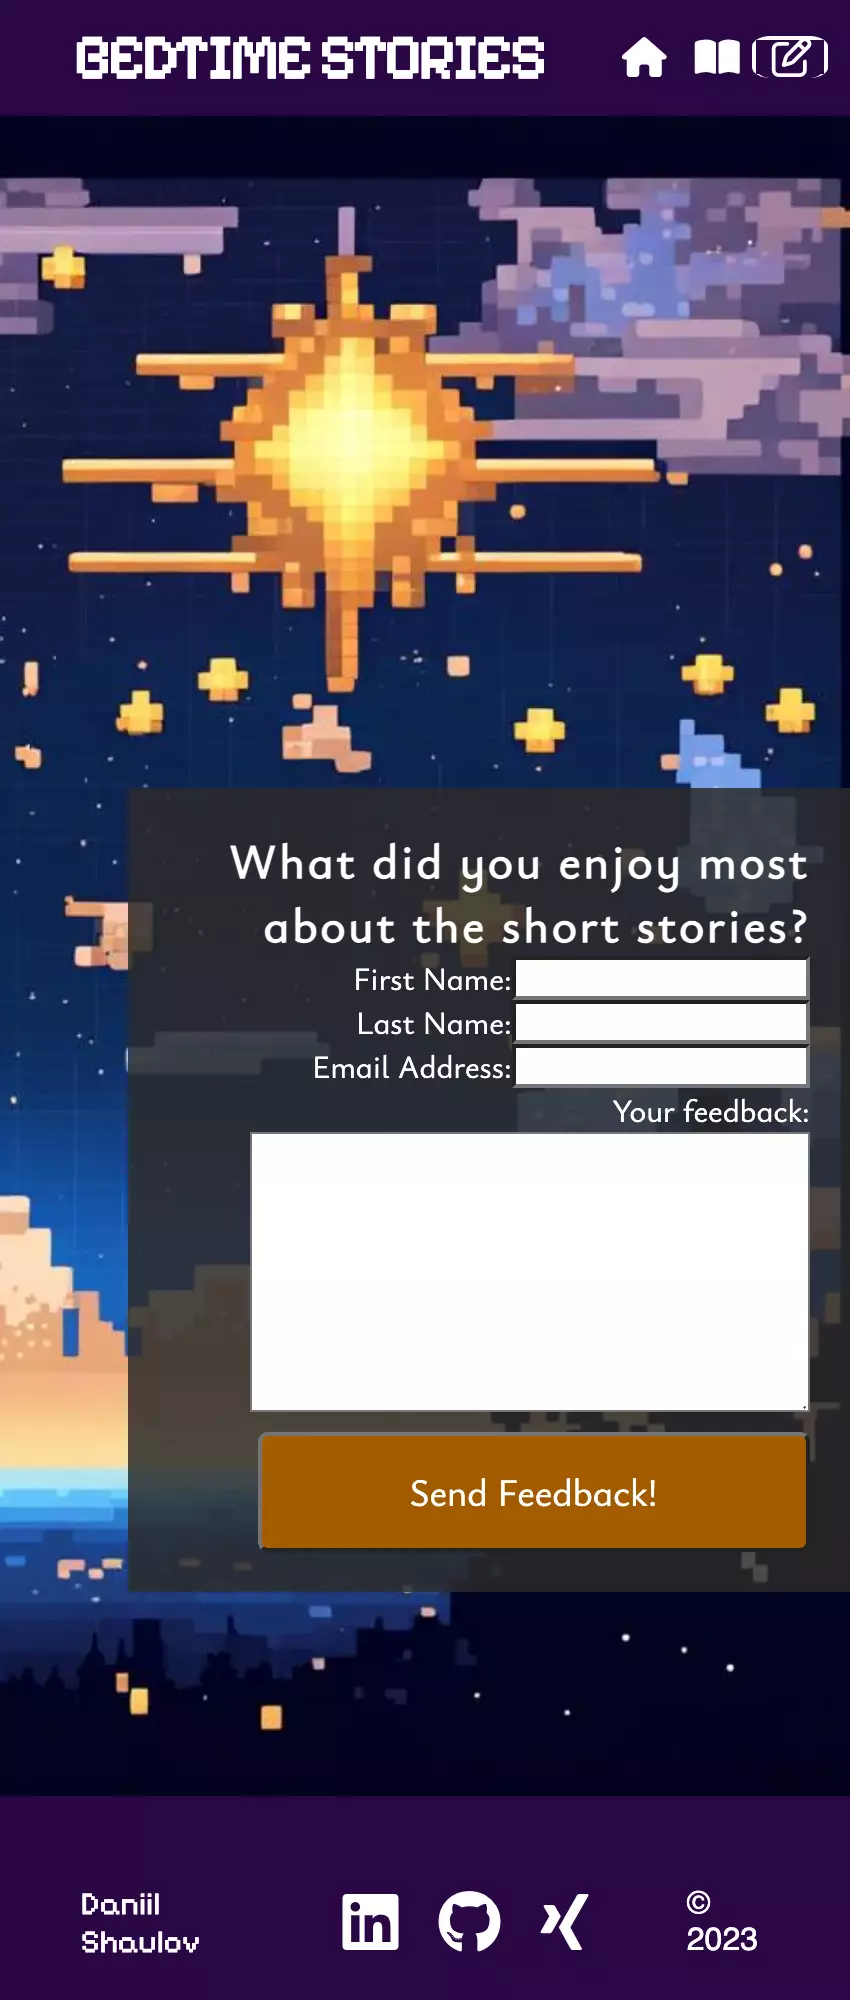 BEDTIME STORIES
What did you enjoy most
about the short stories?
First Name:
Last Name:
Email Address:
Your feedback:
Send Feedback!
Daniil
Shaulov
in
©
2023